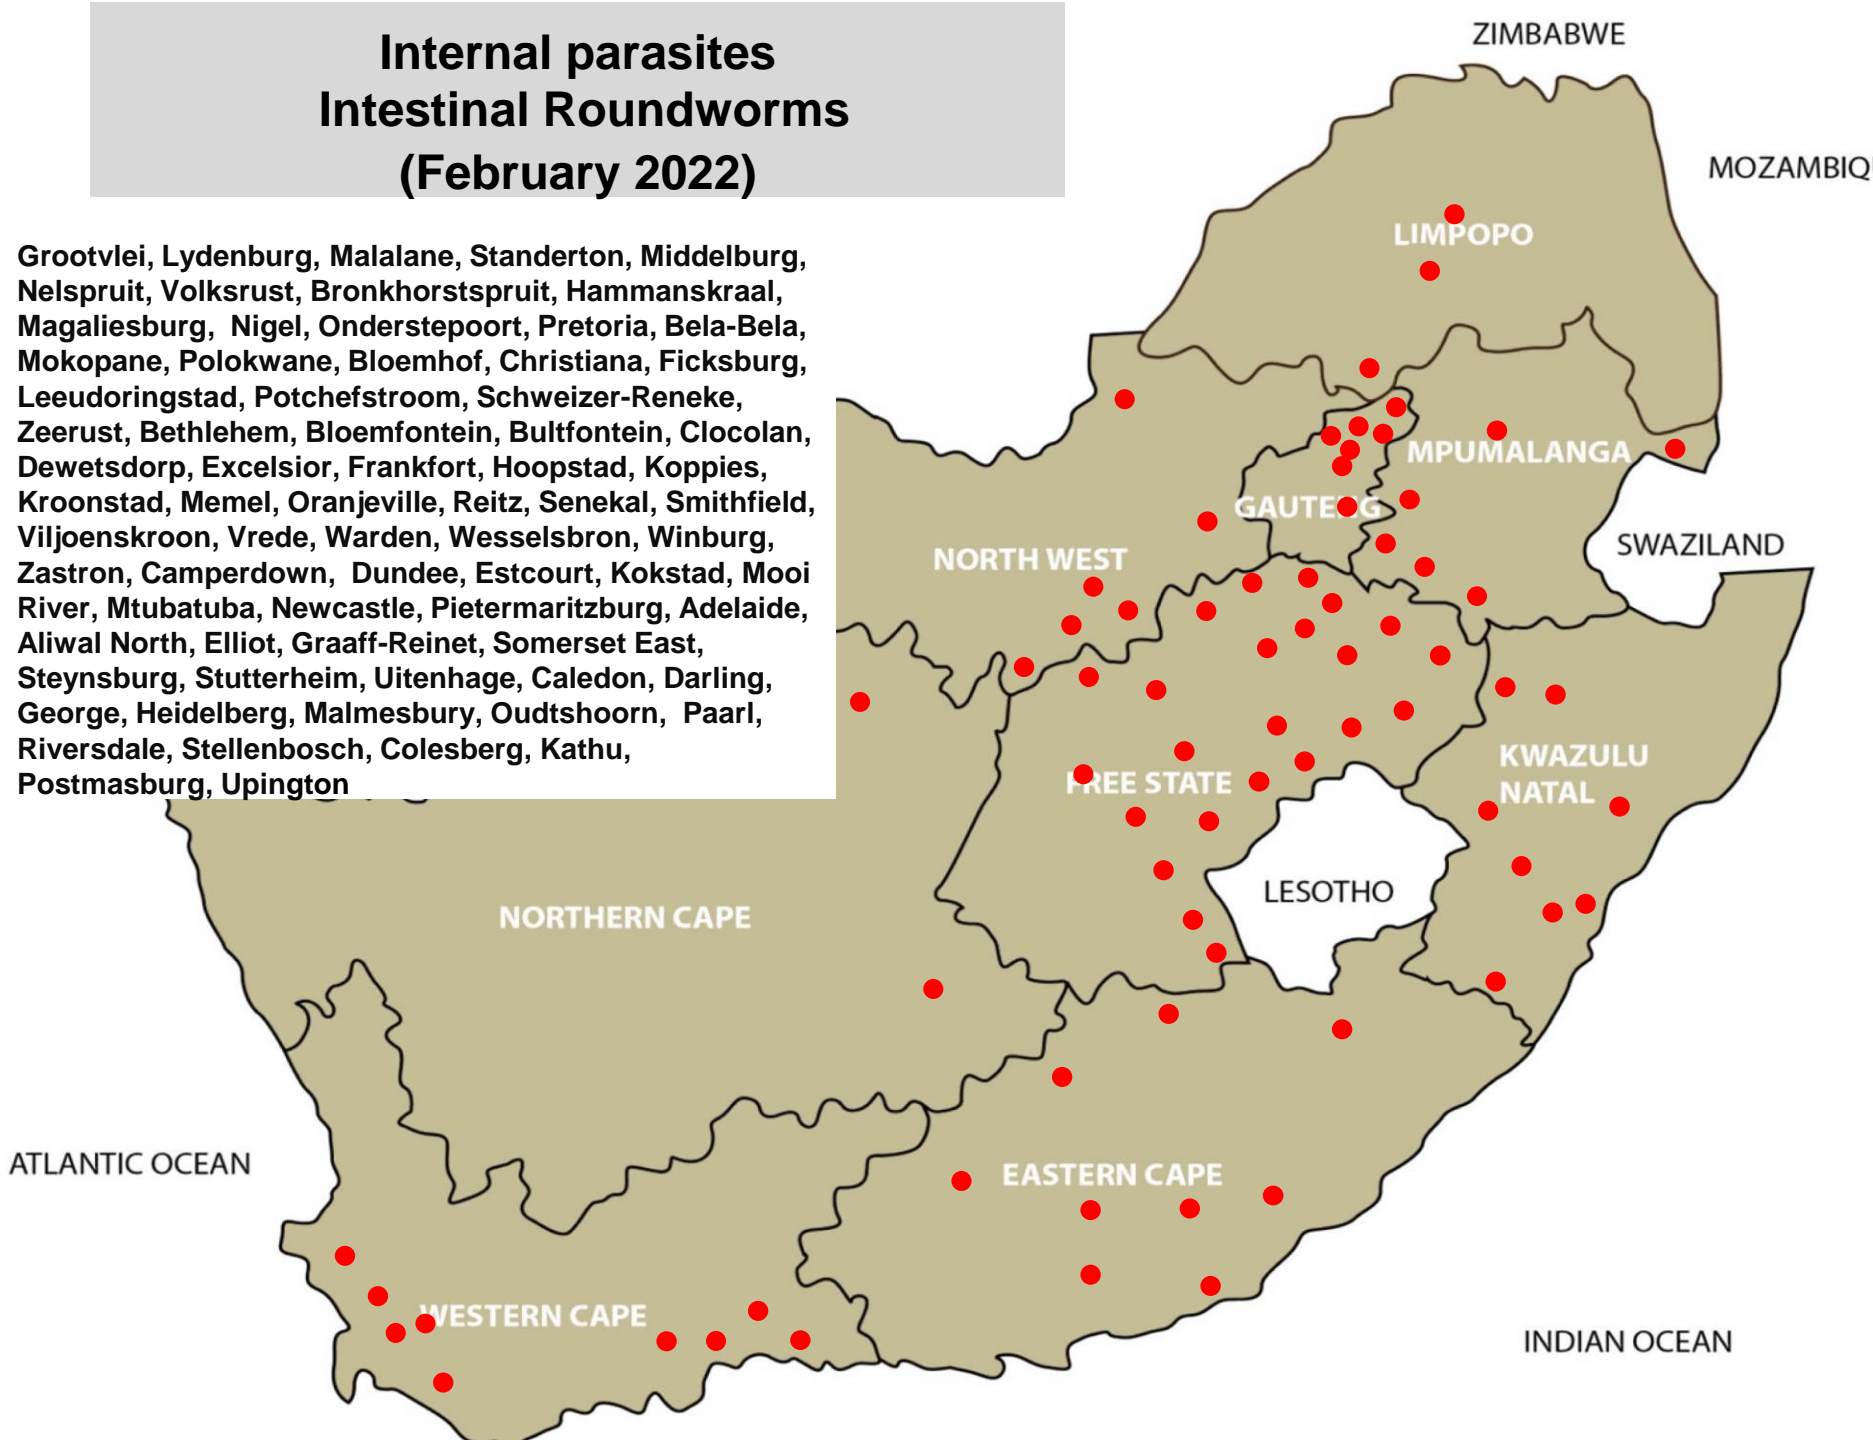 Internal parasites
Intestinal Roundworms
(February 2022)
Grootvlei, Lydenburg, Malalane, Standerton, Middelburg,
Nelspruit, Volksrust, Bronkhorstspruit, Hammanskraal,
Magaliesburg, Nigel, Onderstepoort, Pretoria, Bela-Bela,
Mokopane, Polokwane, Bloemhof, Christiana, Ficksburg,
Leeudoringstad, Potchefstroom, Schweizer-Reneke,
Zeerust, Bethlehem, Bloemfontein, Bultfontein, Clocolan,
Dewetsdorp, Excelsior, Frankfort, Hoopstad, Koppies,
Kroonstad, Memel, Oranjeville, Reitz, Senekal, Smithfield,
Viljoenskroon, Vrede, Warden, Wesselsbron, Winburg,
Zastron, Camperdown, Dundee, Estcourt, Kokstad, Mooi
River, Mtubatuba, Newcastle, Pietermaritzburg, Adelaide,
Aliwal North, Elliot, Graaff-Reinet, Somerset East,
Steynsburg, Stutterheim, Uitenhage, Caledon, Darling,
George, Heidelberg, Malmesbury, Oudtshoorn, Paarl,
Riversdale, Stellenbosch, Colesberg, Kathu,
Postmasburg, Upington
ZIMBABWE
MOZAMBIQ
LIMPOPO
MPUMALANGA
GAUTENG
SWAZILAND
NORTH WEST
KWAZULU
NATAL
FREE STATE
LESOTHO
NORTHERN CAPE
ATLANTIC OCEAN
EASTERN CAPE
WESTERN CAPE
INDIAN OCEAN